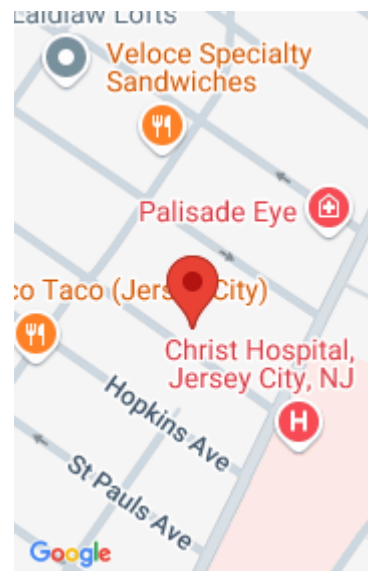 Laidlaw Lofts
Veloce Specialty
Sandwiches
Palisade Eye
co Taco (Jers City)
Christ Hospital,
Jersey City, NJ
H
Hopkins Ave
St Pauls Ave
Google